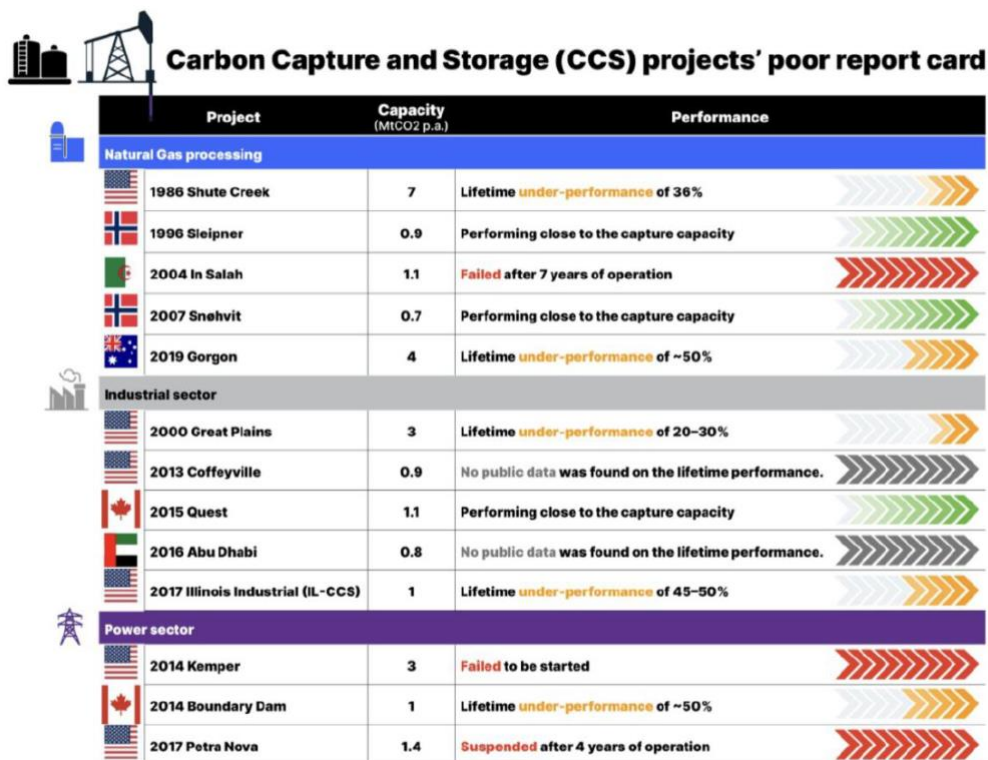 Carbon Capture and Storage (CCS) projects' poor report card
Project Capacity (MtCO2 p.a.) Performance
Natural Gas processing
1986 Shute Creek 7 Lifetime under-performance of 36%
1996 Sleipner 0.9 Performing close to the capture capacity
2004 In Salah 1.1 Failed after 7 years of operation
2007 Snøhvit 0.7 Performing close to the capture capacity
2019 Gorgon 4 Lifetime under-performance of ~50%
Industrial sector
2000 Great Plains 3 Lifetime under-performance of 20–30%
2013 Coffeyville 0.9 No public data was found on the lifetime performance.
2015 Quest 1.1 Performing close to the capture capacity
2016 Abu Dhabi 0.8 No public data was found on the lifetime performance.
2017 Illinois Industrial (IL-CCS) 1 Lifetime under-performance of 45–50%
Power sector
2014 Kemper 3 Failed to be started
2014 Boundary Dam 1 Lifetime under-performance of ~50%
2017 Petra Nova 1.4 Suspended after 4 years of operation